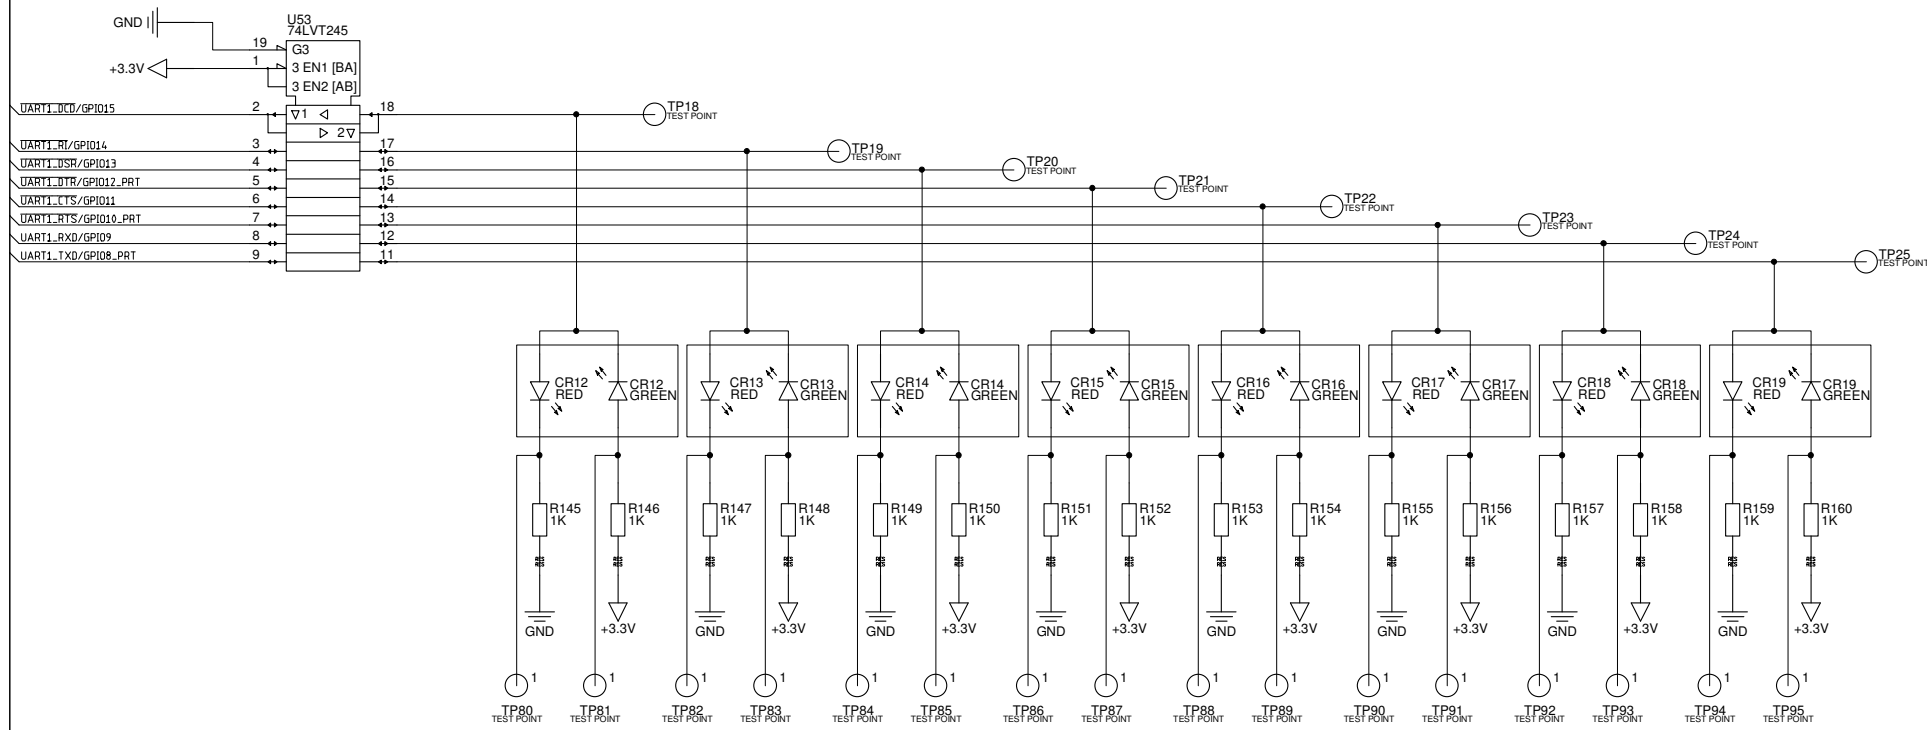 GND
U53
74LVT245
19 G3
+3.3V 1 3 EN1 [BA]
3 EN2 [AB]
UART1_DCD/GPIO15 2 1 18 TP18
TEST POINT
2
UART1_RI/GPIO14 3 17 TP19
TEST POINT
UART1_DSR/GPIO13 4 16 TP20
TEST POINT
UART1_DTR/GPIO12_PRT 5 15 TP21
TEST POINT
UART1_CTS/GPIO11 6 14 TP22
TEST POINT
UART1_RTS/GPIO10_PRT 7 13 TP23
TEST POINT
UART1_RXD/GPIO9 8 12 TP24
TEST POINT
UART1_TXD/GPIO8_PRT 9 11 TP25
TEST POINT
CR12 CR12 CR13 CR13 CR14 CR14 CR15 CR15 CR16 CR16 CR17 CR17 CR18 CR18 CR19 CR19
RED GREEN RED GREEN RED GREEN RED GREEN RED GREEN RED GREEN RED GREEN RED GREEN
R145 R146 R147 R148 R149 R150 R151 R152 R153 R154 R155 R156 R157 R158 R159 R160
1K 1K 1K 1K 1K 1K 1K 1K 1K 1K 1K 1K 1K 1K 1K 1K
GND +3.3V GND +3.3V GND +3.3V GND +3.3V GND +3.3V GND +3.3V GND +3.3V GND +3.3V
1 1 1 1 1 1 1 1 1 1 1 1 1 1 1 1
TP80 TP81 TP82 TP83 TP84 TP85 TP86 TP87 TP88 TP89 TP90 TP91 TP92 TP93 TP94 TP95
TEST POINT TEST POINT TEST POINT TEST POINT TEST POINT TEST POINT TEST POINT TEST POINT TEST POINT TEST POINT TEST POINT TEST POINT TEST POINT TEST POINT TEST POINT TEST POINT